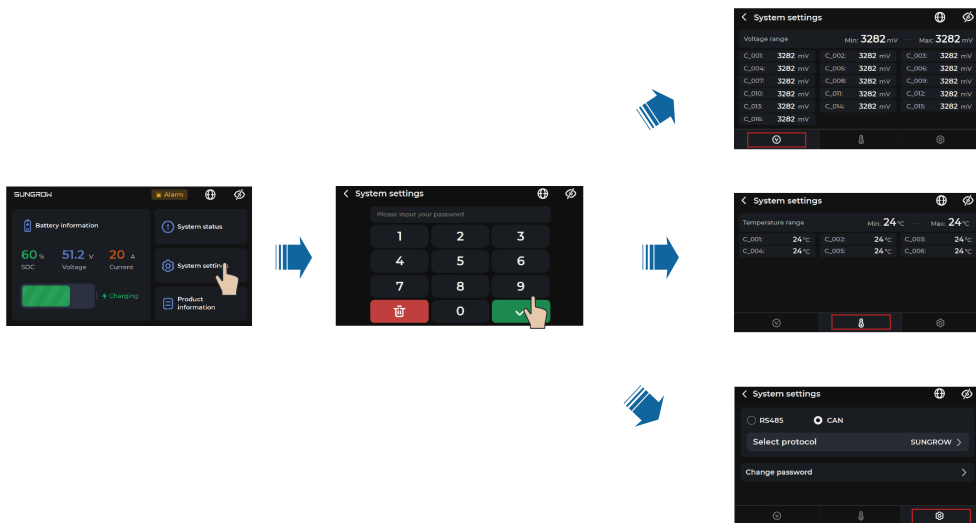 SUNGROW
Alarm
Battery information
60 % 51.2 V 20 A
SOC Voltage Current
Charging
System status
System settings
Product
information
System settings
Please input your password
1 2 3
4 5 6
7 8 9
0
System settings
Voltage range Min: 3282 mV Max: 3282 mV
C_001: 3282 mV C_002: 3282 mV C_003: 3282 mV
C_004: 3282 mV C_005: 3282 mV C_006: 3282 mV
C_007: 3282 mV C_008: 3282 mV C_009: 3282 mV
C_010: 3282 mV C_011: 3282 mV C_012: 3282 mV
C_013: 3282 mV C_014: 3282 mV C_015: 3282 mV
C_016: 3282 mV
System settings
Temperature range Min: 24 °C Max: 24 °C
C_001: 24 °C C_002: 24 °C C_003: 24 °C
C_004: 24 °C C_005: 24 °C C_006: 24 °C
System settings
RS485 CAN
Select protocol SUNGROW >
Change password >